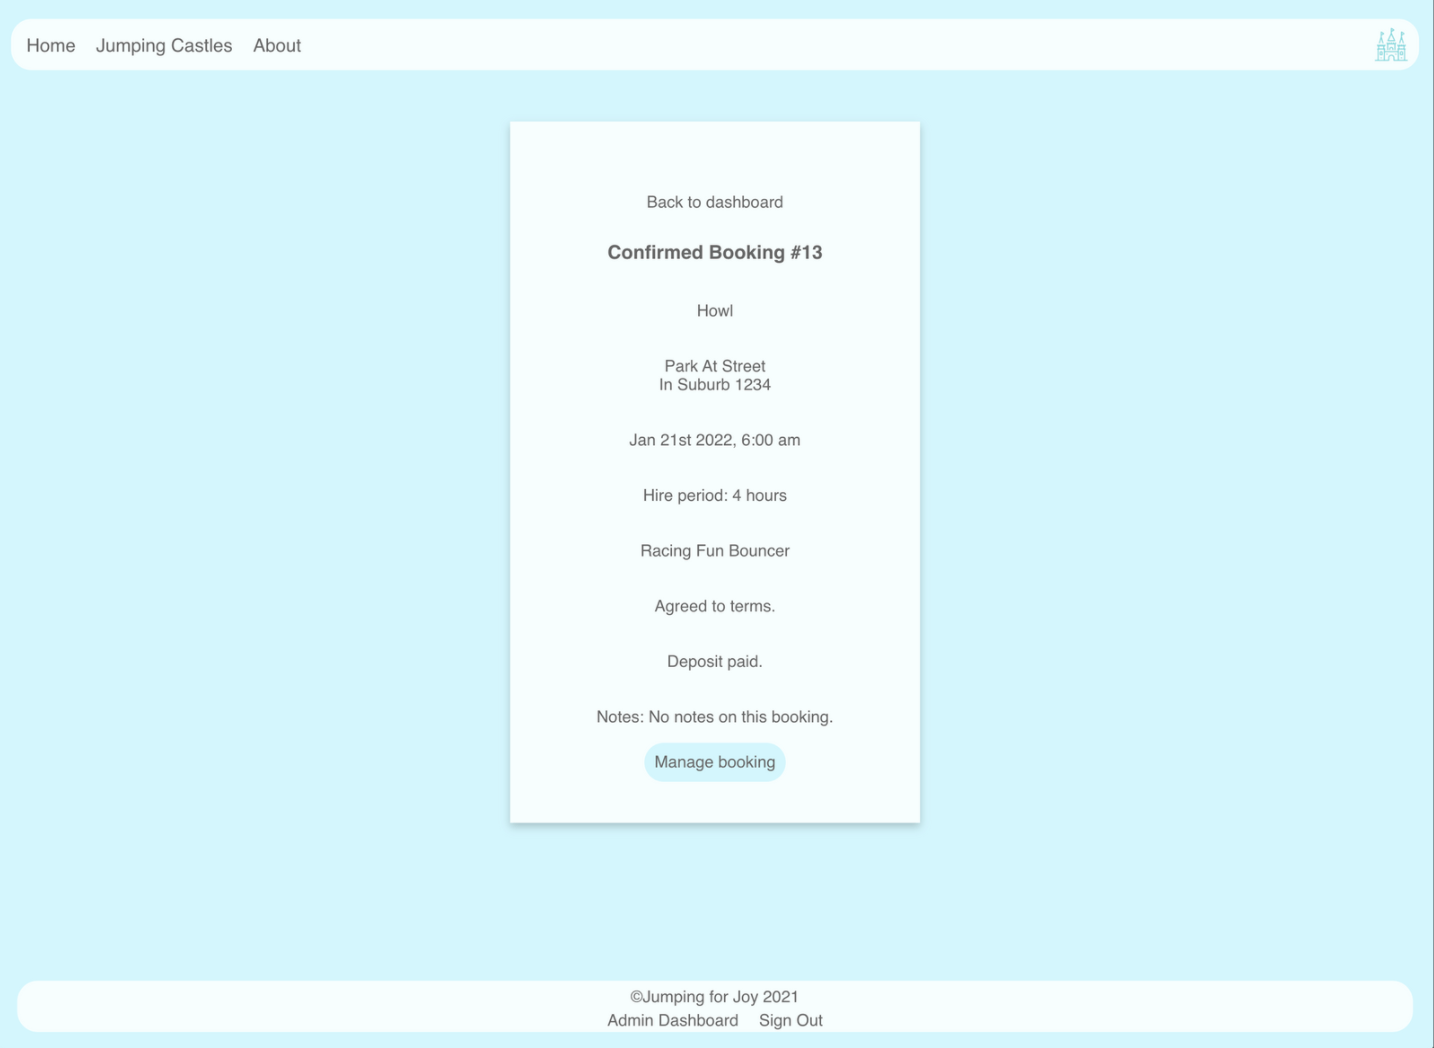 Home Jumping Castles About
Back to dashboard
Confirmed Booking #13
Howl
Park At Street
In Suburb 1234
Jan 21st 2022, 6:00 am
Hire period: 4 hours
Racing Fun Bouncer
Agreed to terms.
Deposit paid.
Notes: No notes on this booking.
Manage booking
©Jumping for Joy 2021
Admin Dashboard Sign Out